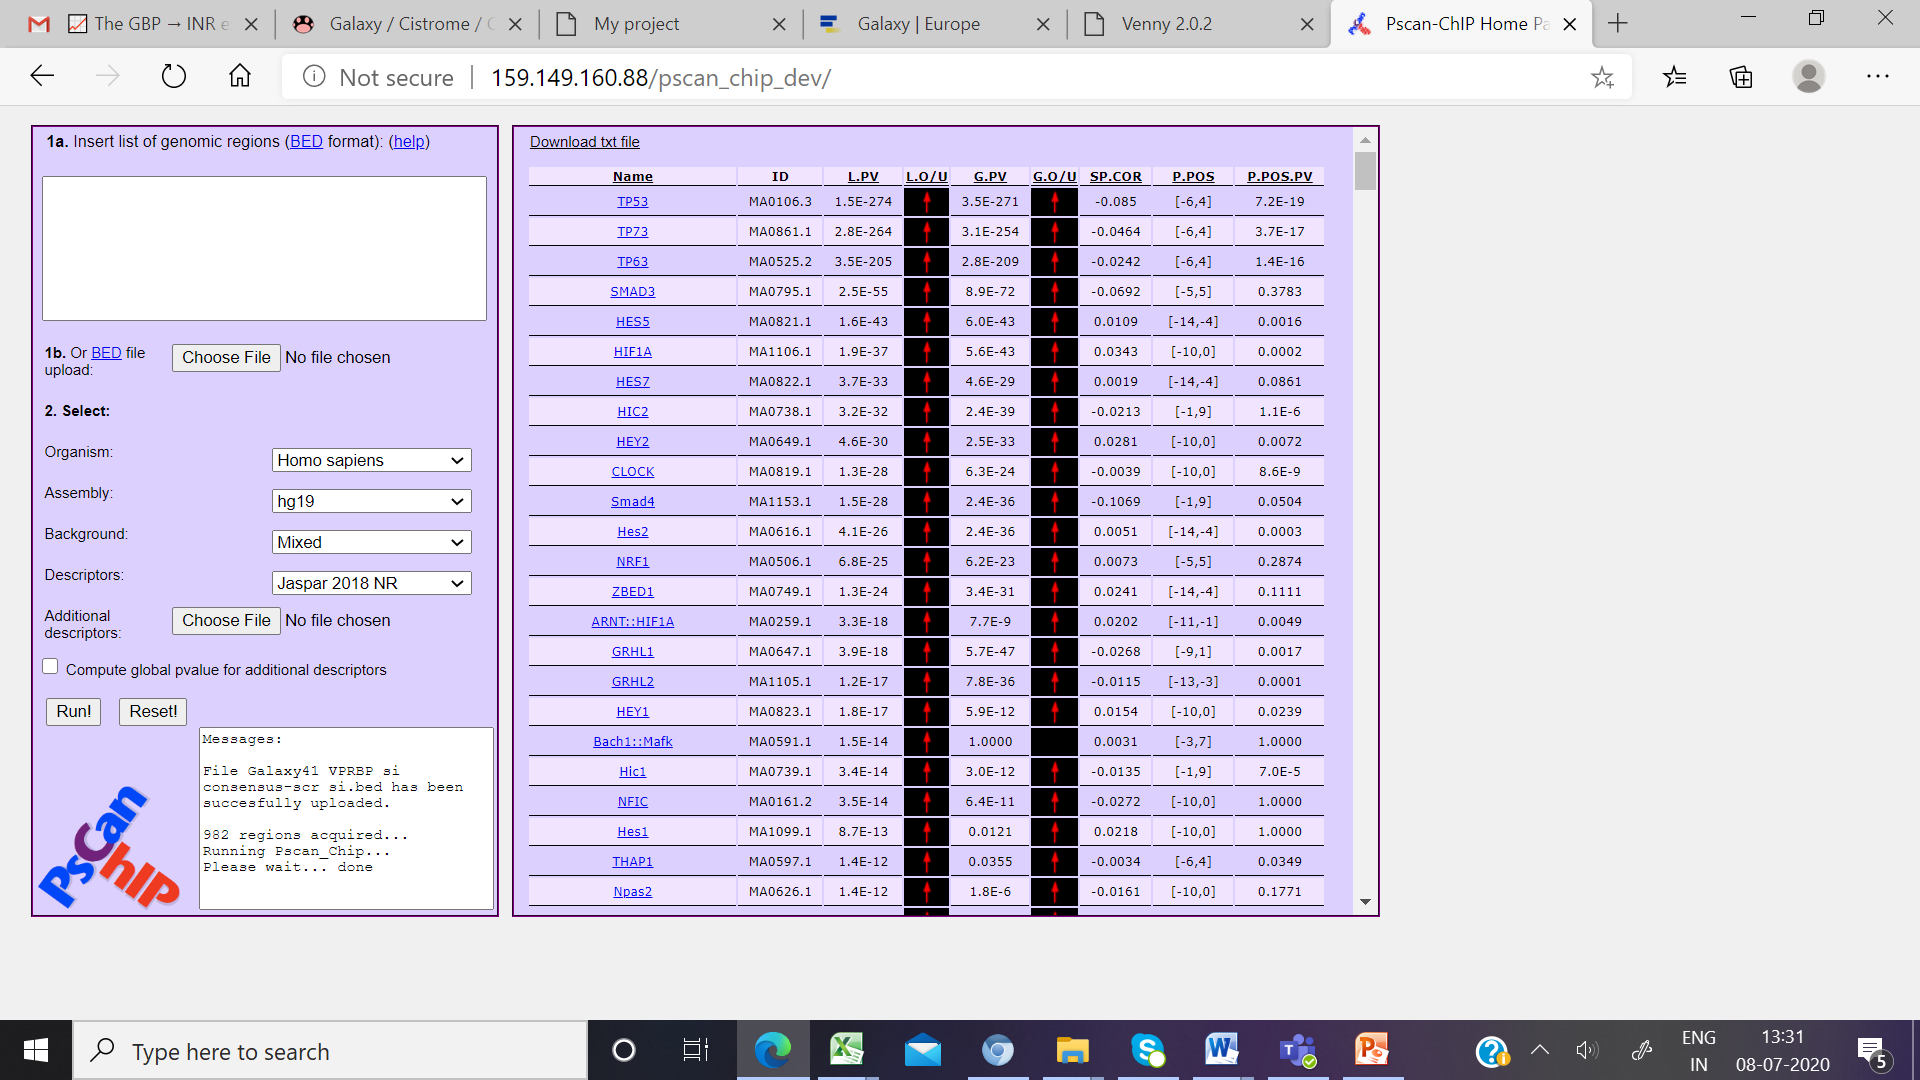 The GBP → INR e
Galaxy / Cistrome / C
My project
Galaxy | Europe
Venny 2.0.2
Pscan-ChIP Home Pa
Not secure | 159.149.160.88/pscan_chip_dev/
1a. Insert list of genomic regions (BED format): (help)
1b. Or BED file
upload:
Choose File No file chosen
2. Select:
Organism: Homo sapiens
Assembly: hg19
Background: Mixed
Descriptors: Jaspar 2018 NR
Additional
descriptors:
Choose File No file chosen
Compute global pvalue for additional descriptors
Run! Reset!
Messages:
File Galaxy41 VPRBP si
consensus-scr si.bed has been
succesfully uploaded.
982 regions acquired...
Running Pscan_Chip...
Please wait... done
PsCan
ChIP
Download txt file
Name ID L.PV L.O/U G.PV G.O/U SP.COR P.POS P.POS.PV
TP53 MA0106.3 1.5E-274 3.5E-271 -0.085 [-6,4] 7.2E-19
TP73 MA0861.1 2.8E-264 3.1E-254 -0.0464 [-6,4] 3.7E-17
TP63 MA0525.2 3.5E-205 2.8E-209 -0.0242 [-6,4] 1.4E-16
SMAD3 MA0795.1 2.5E-55 8.9E-72 -0.0692 [-5,5] 0.3783
HES5 MA0821.1 1.6E-43 6.0E-43 0.0109 [-14,-4] 0.0016
HIF1A MA1106.1 1.9E-37 5.6E-43 0.0343 [-10,0] 0.0002
HES7 MA0822.1 3.7E-33 4.6E-29 0.0019 [-14,-4] 0.0861
HIC2 MA0738.1 3.2E-32 2.4E-39 -0.0213 [-1,9] 1.1E-6
HEY2 MA0649.1 4.6E-30 2.5E-33 0.0281 [-10,0] 0.0072
CLOCK MA0819.1 1.3E-28 6.3E-24 -0.0039 [-10,0] 8.6E-9
Smad4 MA1153.1 1.5E-28 2.4E-36 -0.1069 [-1,9] 0.0504
Hes2 MA0616.1 4.1E-26 2.4E-36 0.0051 [-14,-4] 0.0003
NRF1 MA0506.1 6.8E-25 6.2E-23 0.0073 [-5,5] 0.2874
ZBED1 MA0749.1 1.3E-24 3.4E-31 0.0241 [-14,-4] 0.1111
ARNT::HIF1A MA0259.1 3.3E-18 7.7E-9 0.0202 [-11,-1] 0.0049
GRHL1 MA0647.1 3.9E-18 5.7E-47 -0.0268 [-9,1] 0.0017
GRHL2 MA1105.1 1.2E-17 7.8E-36 -0.0115 [-13,-3] 0.0001
HEY1 MA0823.1 1.8E-17 5.9E-12 0.0154 [-10,0] 0.0239
Bach1::Mafk MA0591.1 1.5E-14 1.0000 0.0031 [-3,7] 1.0000
Hic1 MA0739.1 3.4E-14 3.0E-12 -0.0135 [-1,9] 7.0E-5
NFIC MA0161.2 3.5E-14 6.4E-11 -0.0272 [-10,0] 1.0000
Hes1 MA1099.1 8.7E-13 0.0121 0.0218 [-10,0] 1.0000
THAP1 MA0597.1 1.4E-12 0.0355 -0.0034 [-6,4] 0.0349
Npas2 MA0626.1 1.4E-12 1.8E-6 -0.0161 [-10,0] 0.1771
Type here to search
ENG
IN
13:31
08-07-2020
5